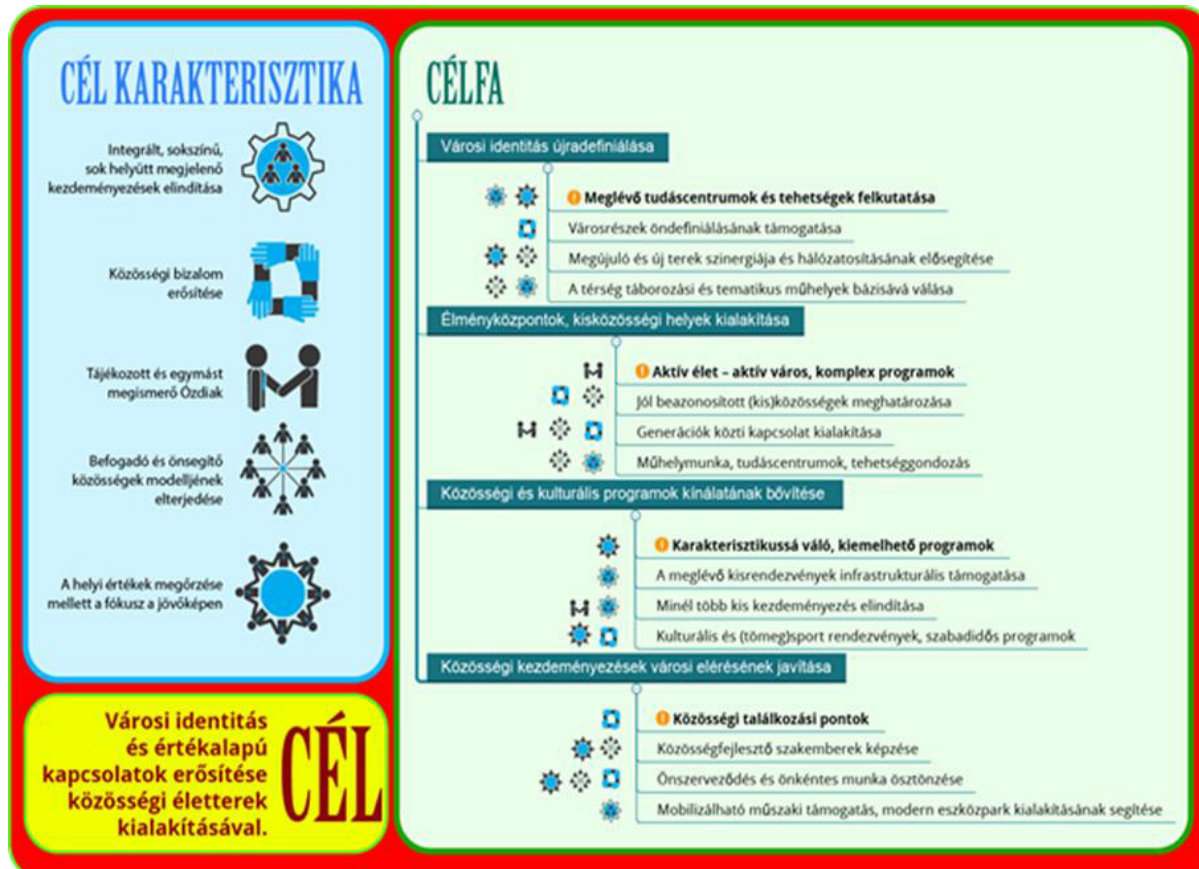 CÉL KARAKTERISZTIKA
Integrált, sokszínű,
sok helyütt megjelenő
kezdeményezések elindítása
Közösségi bizalom
erősítése
Tájékozott és egymást
megismerő Ózdiak
Befogadó és önsegítő
közösségek modelljének
elterjedése
A helyi értékek megőrzése
mellett a fókusz a jövőképen
Városi identitás
és értékalapú
kapcsolatok erősítése
közösségi életterek
kialakításával.
CÉL
CÉLFA
Városi identitás újradefiniálása
Meglévő tudáscentrumok és tehetségek felkutatása
Városrészek öndefiniálásának támogatása
Megújuló és új terek szinergiája és hálózatosításának elősegítése
A térség táborozási és tematikus műhelyek bázisává válása
Élményközpontok, kisközösségi helyek kialakítása
Aktív élet – aktív város, komplex programok
Jól beazonosított (kis)közösségek meghatározása
Generációk közti kapcsolat kialakítása
Műhelymunka, tudáscentrumok, tehetséggondozás
Közösségi és kulturális programok kínálatának bővítése
Karakterisztikussá váló, kiemelhető programok
A meglévő kisrendezvények infrastrukturális támogatása
Minél több kis kezdeményezés elindítása
Kulturális és (tömeg)sport rendezvények, szabadidős programok
Közösségi kezdeményezések városi elérésének javítása
Közösségi találkozási pontok
Közösségfejlesztő szakemberek képzése
Önszerveződés és önkéntes munka ösztönzése
Mobilizálható műszaki támogatás, modern eszközpark kialakításának segítése